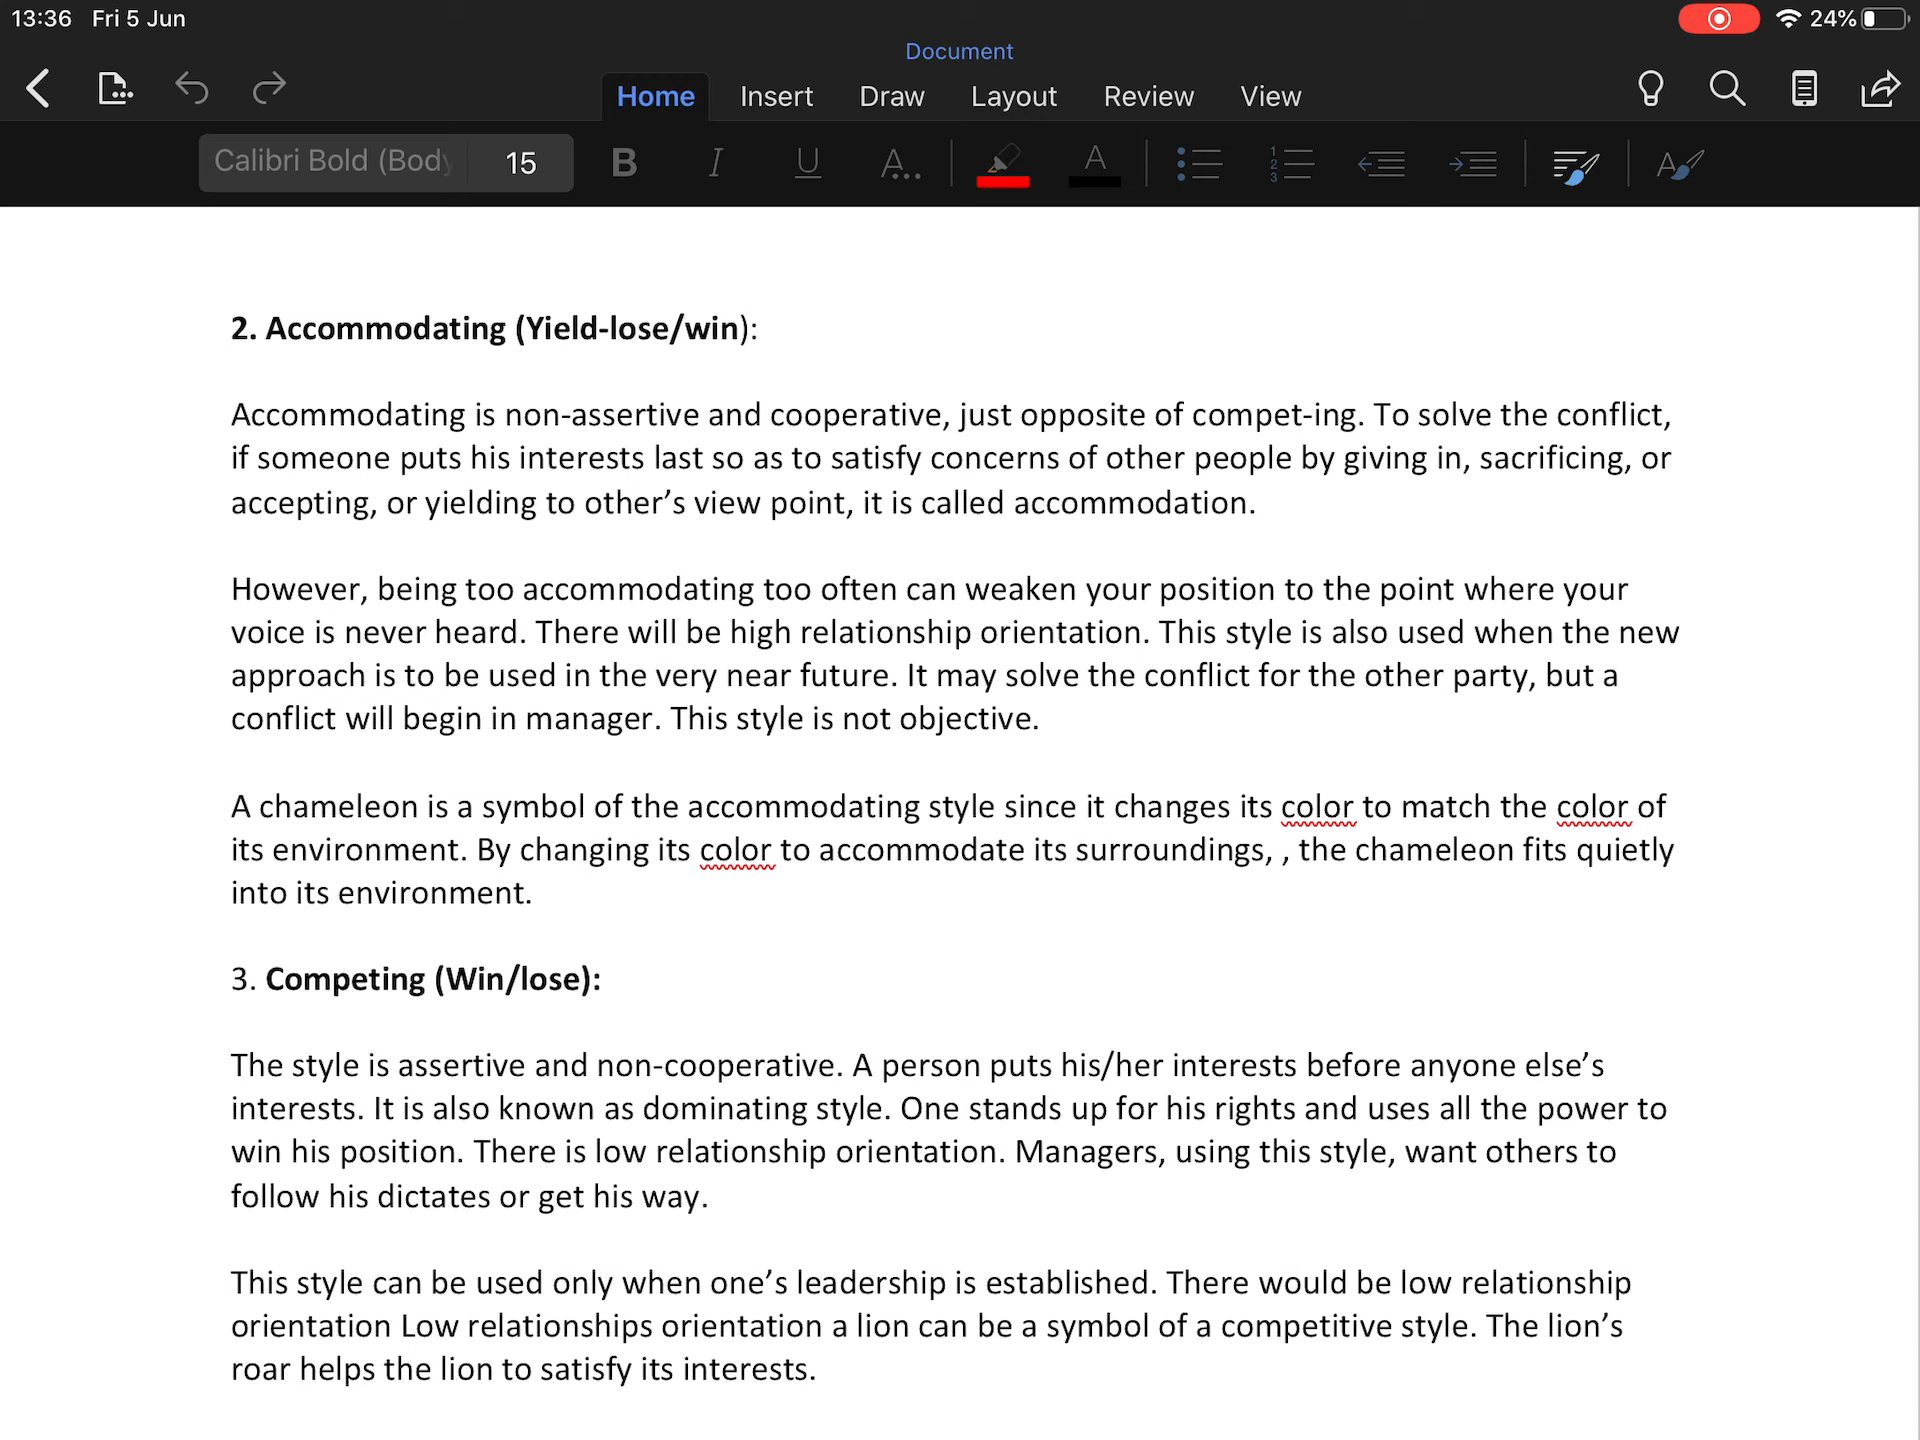 13:36 Fri 5 Jun
24%
Document
Home Insert Draw Layout Review View
Calibri Bold (Body 15 B I U A... A
2. Accommodating (Yield-lose/win):
Accommodating is non-assertive and cooperative, just opposite of compet-ing. To solve the conflict,
if someone puts his interests last so as to satisfy concerns of other people by giving in, sacrificing, or
accepting, or yielding to other’s view point, it is called accommodation.
However, being too accommodating too often can weaken your position to the point where your
voice is never heard. There will be high relationship orientation. This style is also used when the new
approach is to be used in the very near future. It may solve the conflict for the other party, but a
conflict will begin in manager. This style is not objective.
A chameleon is a symbol of the accommodating style since it changes its color to match the color of
its environment. By changing its color to accommodate its surroundings, , the chameleon fits quietly
into its environment.
3. Competing (Win/lose):
The style is assertive and non-cooperative. A person puts his/her interests before anyone else’s
interests. It is also known as dominating style. One stands up for his rights and uses all the power to
win his position. There is low relationship orientation. Managers, using this style, want others to
follow his dictates or get his way.
This style can be used only when one’s leadership is established. There would be low relationship
orientation Low relationships orientation a lion can be a symbol of a competitive style. The lion’s
roar helps the lion to satisfy its interests.